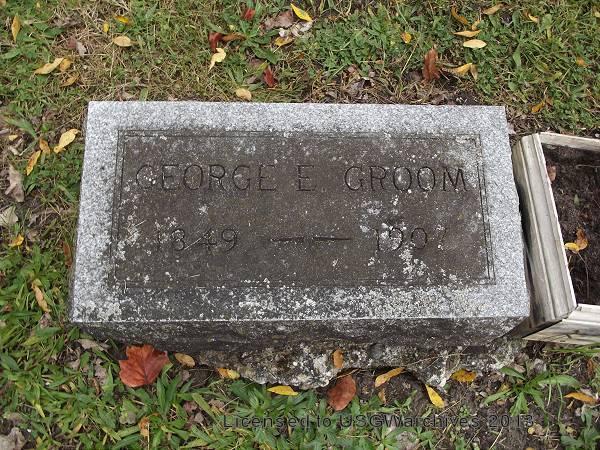 GEORGE E GROOM
1849 — — 1907
Licensed to USGWarchives 2013